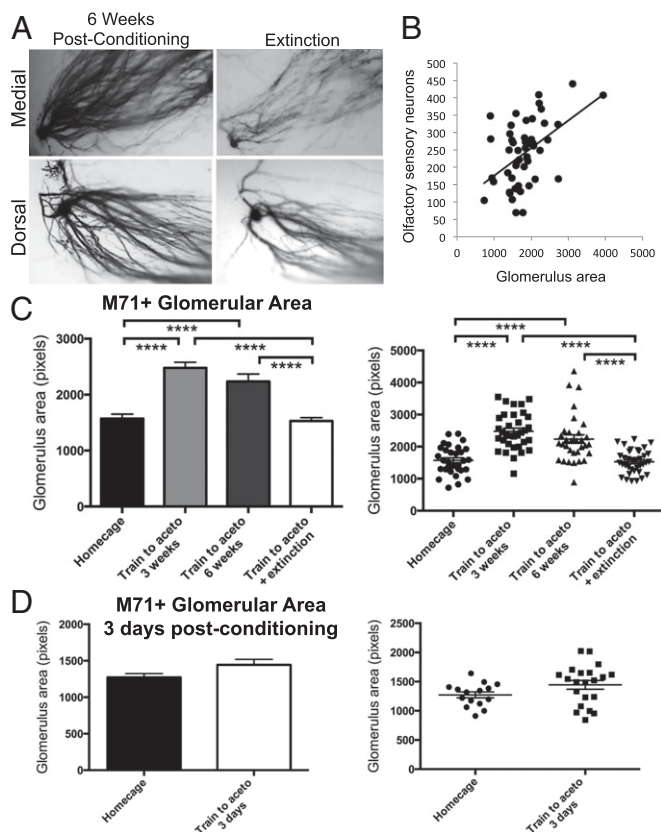 A
6 Weeks
Post-Conditioning
Extinction
Medial
Dorsal
B
Olfactory sensory neurons
500
450
400
350
300
250
200
150
100
50
0
0 1000 2000 3000 4000 5000
Glomerulus area
C
M71+ Glomerular Area
Glomerulus area (pixels)
3000
2000
1000
0
****
**** ****
****
Homecage
Train to aceto
3 weeks
Train to aceto
6 weeks
Train to aceto
+ extinction
Glomerulus area (pixels)
5000
4000
3000
2000
1000
0
****
**** ****
****
Homecage
Train to aceto
3 weeks
Train to aceto
6 weeks
Train to aceto
+ extinction
D
M71+ Glomerular Area
3 days post-conditioning
Glomerulus area (pixels)
2000
1500
1000
500
0
Homecage
Train to aceto
3 days
Glomerulus area (pixels)
2500
2000
1500
1000
500
0
Homecage
Train to aceto
3 days